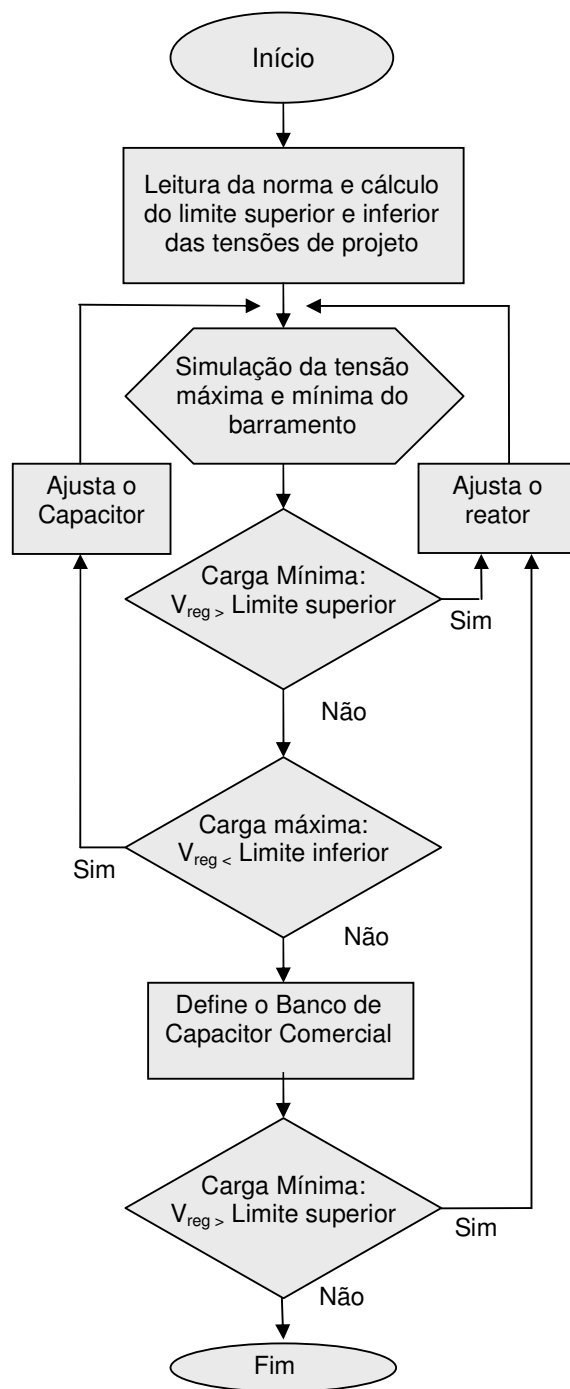 Início
Leitura da norma e cálculo
do limite superior e inferior
das tensões de projeto
Simulação da tensão
máxima e mínima do
barramento
Ajusta o
Capacitor
Ajusta o
reator
Carga Mínima:
Vreg > Limite superior
Sim
Não
Carga máxima:
Vreg < Limite inferior
Sim
Não
Define o Banco de
Capacitor Comercial
Carga Mínima:
Vreg > Limite superior
Sim
Não
Fim